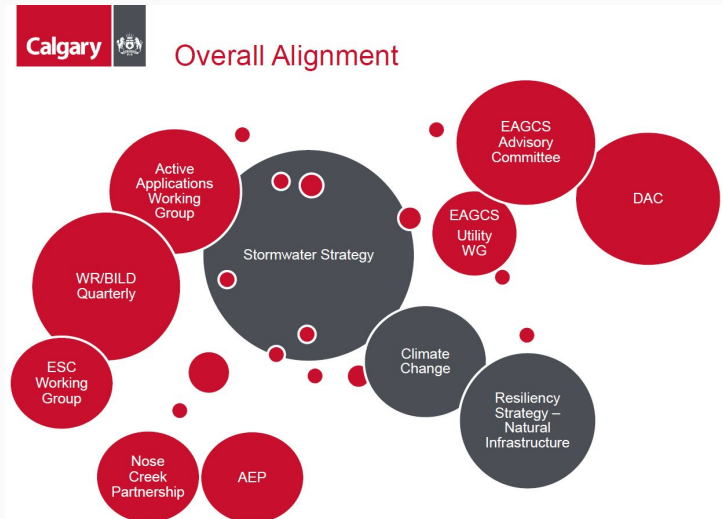 Calgary
Overall Alignment
Active
Applications
Working
Group
Stormwater Strategy
EAGCS
Advisory
Committee
DAC
EAGCS
Utility
WG
WR/BILD
Quarterly
ESC
Working
Group
Climate
Change
Resiliency
Strategy –
Natural
Infrastructure
Nose
Creek
Partnership
AEP